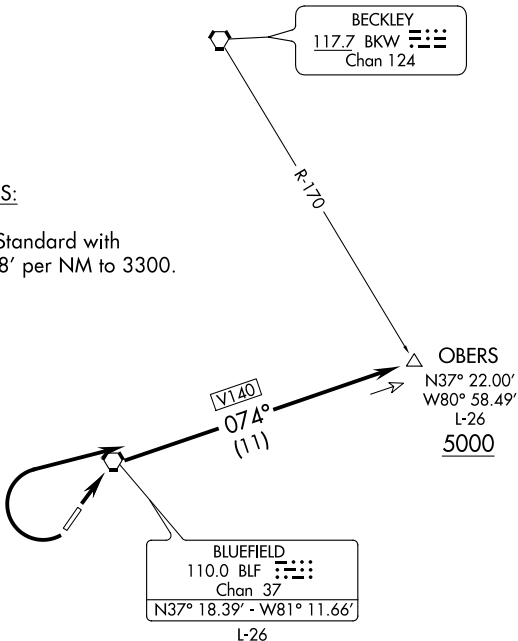 BECKLEY
117.7 BKW
Chan 124
R-170
S:
Standard with
8' per NM to 3300.
OBERS
N37° 22.00'
W80° 58.49'
L-26
5000
V140
074°
(11)
BLUEFIELD
110.0 BLF
Chan 37
N37° 18.39' - W81° 11.66'
L-26